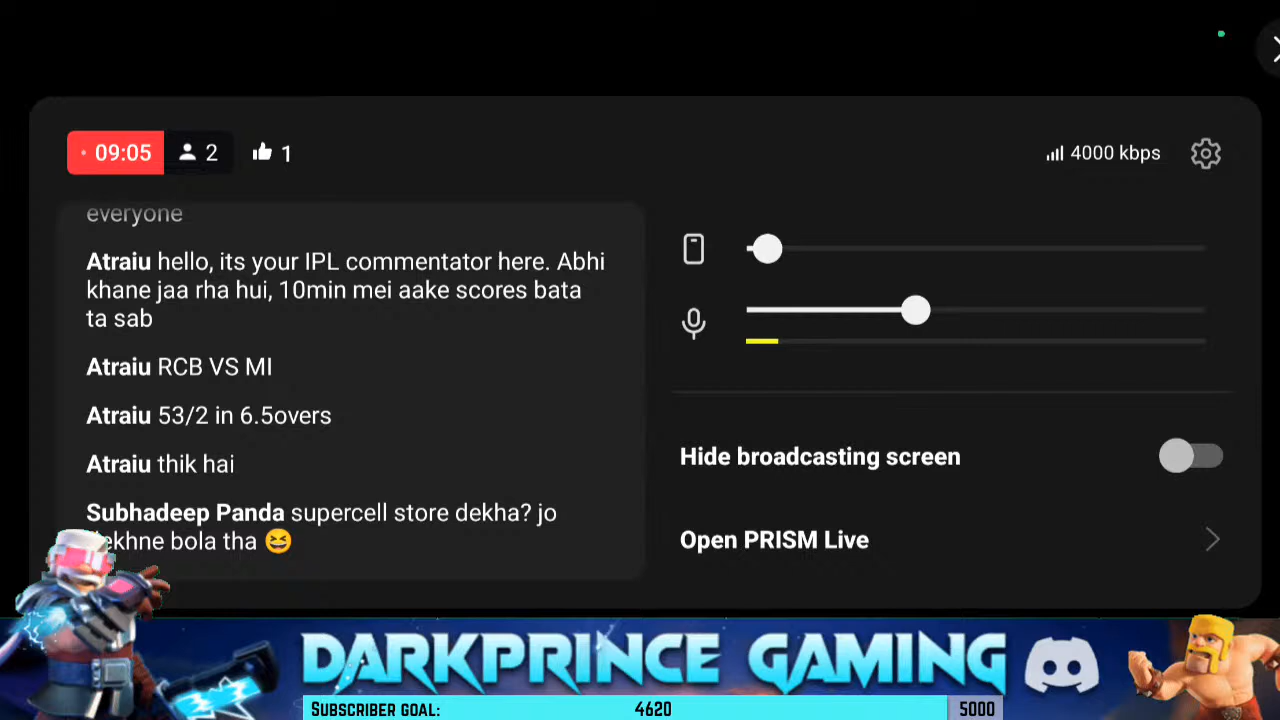 09:05 2 1
4000 kbps
everyone
Atraiu hello, its your IPL commentator here. Abhi
khane jaa rha hui, 10min mei aake scores bata
ta sab
Atraiu RCB VS MI
Atraiu 53/2 in 6.5overs
Atraiu thik hai
Subhadeep Panda supercell store dekha? jo
dekhne bola tha 😆
Hide broadcasting screen
Open PRISM Live
DARKPRINCE GAMING
SUBSCRIBER GOAL: 4620 5000